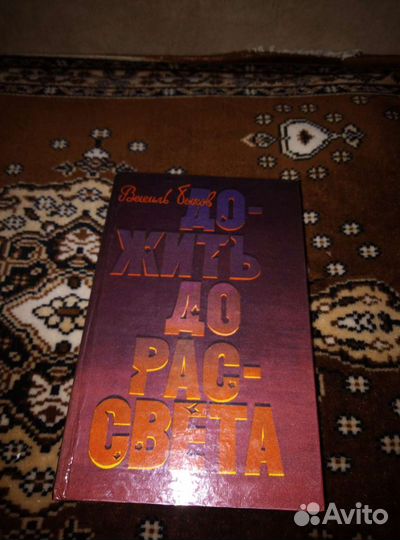 Василь Быков
ДО-
ЖИТЬ
ДО
РАС-
СВЕТА
Avito